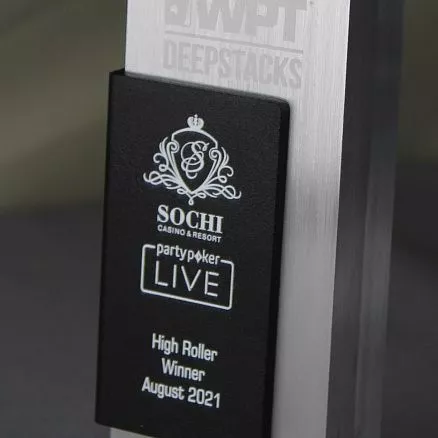 WPT
DEEPSTACKS
S
SOCHI
CASINO & RESORT
partypoker
LIVE
High Roller
Winner
August 2021